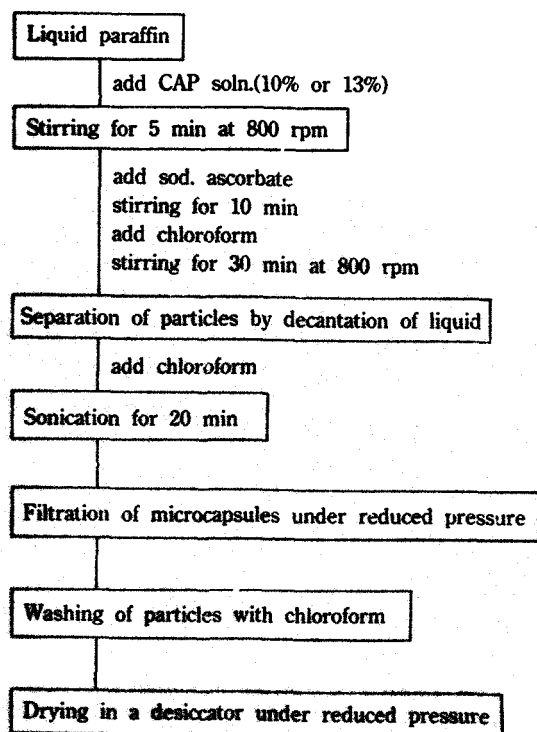 Liquid paraffin
add CAP soln.(10% or 13%)
Stirring for 5 min at 800 rpm
add sod. ascorbate
stirring for 10 min
add chloroform
stirring for 30 min at 800 rpm
Separation of particles by decantation of liquid
add chloroform
Sonication for 20 min
Filtration of microcapsules under reduced pressure
Washing of particles with chloroform
Drying in a desiccator under reduced pressure